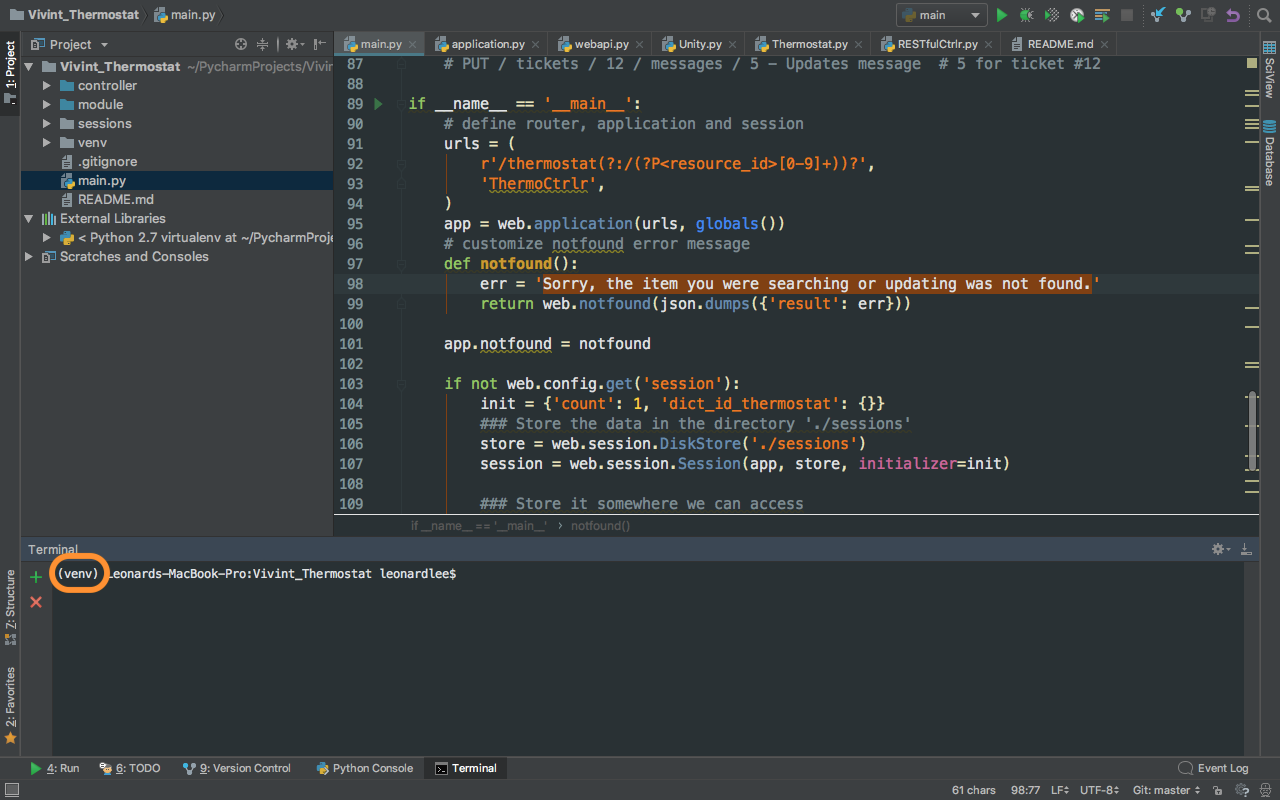 Vivint_Thermostat main.py
main
Project
main.py application.py webapi.py Unity.py Thermostat.py RESTfulCtrlr.py README.md
1: Project
Vivint_Thermostat ~/PycharmProjects/Vivin
controller
module
sessions
venv
.gitignore
main.py
README.md
External Libraries
< Python 2.7 virtualenv at ~/PycharmProje
Scratches and Consoles
87 # PUT / tickets / 12 / messages / 5 - Updates message # 5 for ticket #12
88
89 if __name__ == '__main__':
90 # define router, application and session
91 urls = (
92 r'/thermostat(?:/(?P<resource_id>[0-9]+))?',
93 'ThermoCtrlr',
94 )
95 app = web.application(urls, globals())
96 # customize notfound error message
97 def notfound():
98 err = 'Sorry, the item you were searching or updating was not found.'
99 return web.notfound(json.dumps({'result': err}))
100
101 app.notfound = notfound
102
103 if not web.config.get('session'):
104 init = {'count': 1, 'dict_id_thermostat': {}}
105 ### Store the data in the directory './sessions'
106 store = web.session.DiskStore('./sessions')
107 session = web.session.Session(app, store, initializer=init)
108
109 ### Store it somewhere we can access
if __name__ == '__main__' › notfound()
SciView
Database
Terminal
(venv) Leonards-MacBook-Pro:Vivint_Thermostat leonardlee$
7: Structure
2: Favorites
4: Run 6: TODO 9: Version Control Python Console Terminal Event Log
61 chars 98:77 LF UTF-8 Git: master